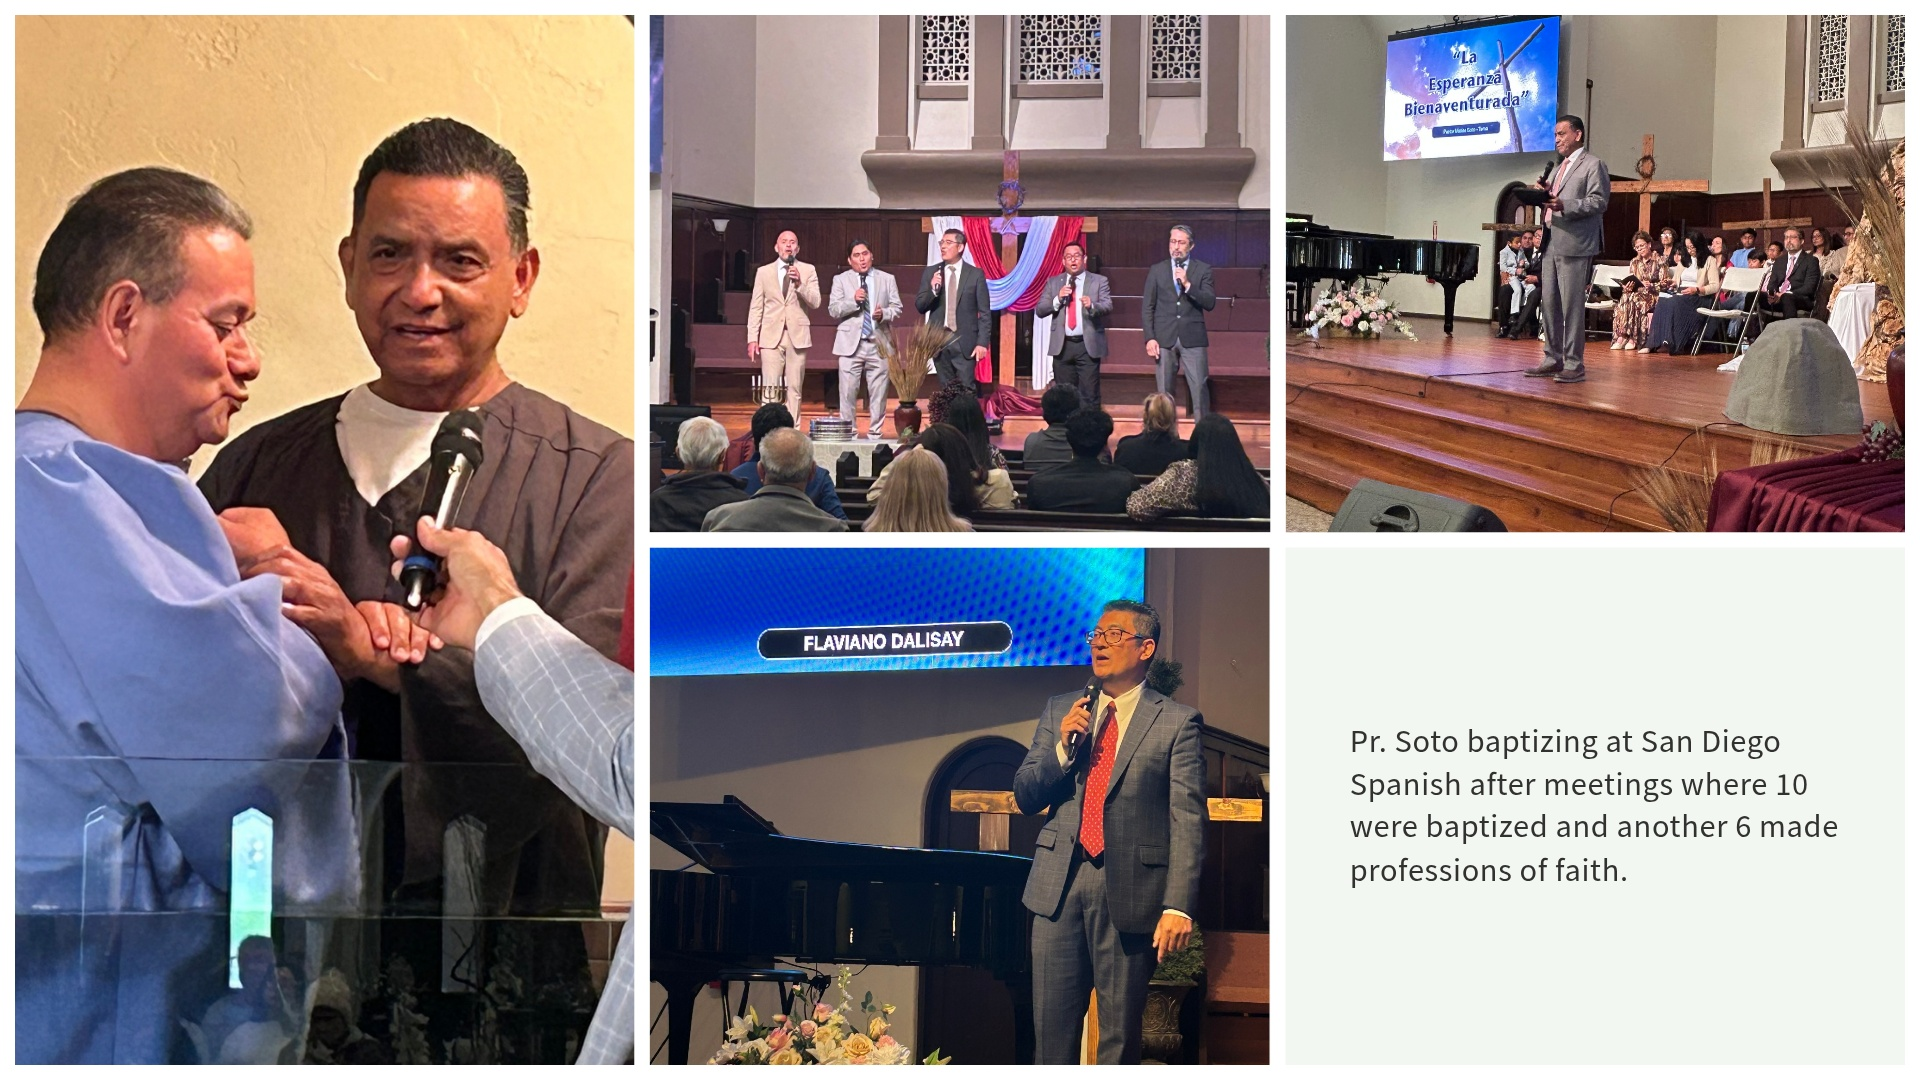 “La
Esperanza
Bienaventurada”
FLAVIANO DALISAY
Pr. Soto baptizing at San Diego
Spanish after meetings where 10
were baptized and another 6 made
professions of faith.